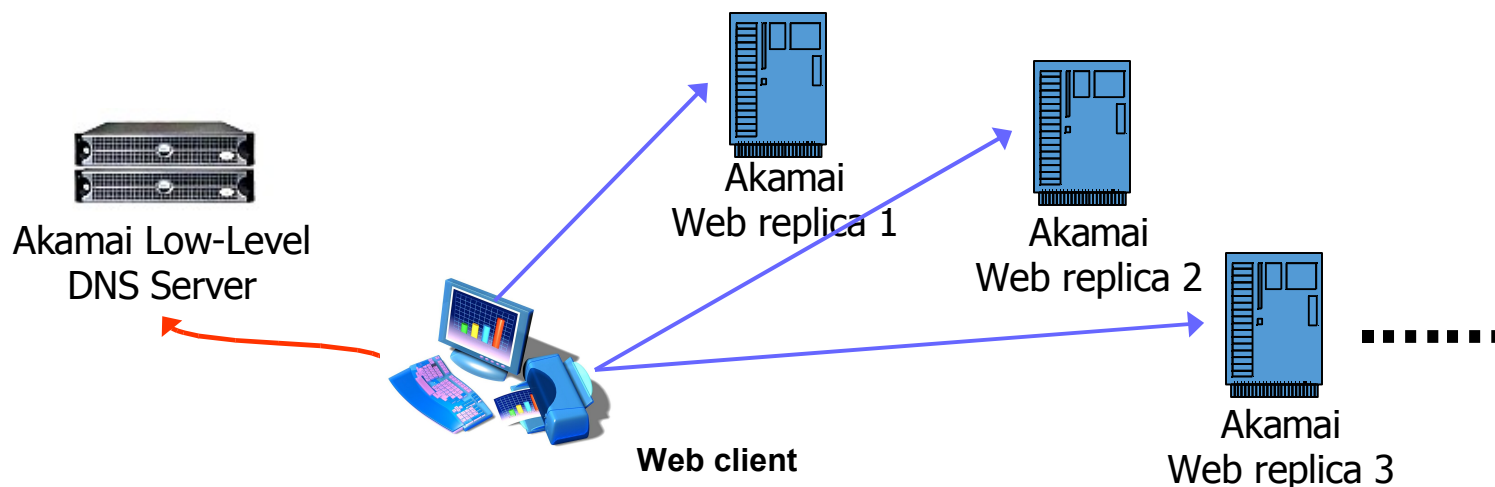 Akamai
Web replica 1
Akamai
Web replica 2
Akamai Low-Level
DNS Server
Akamai
Web replica 3
Web client